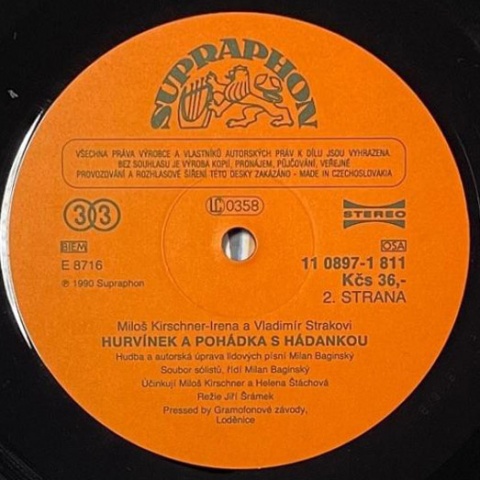 SUPRAPHON
VŠECHNA PRÁVA VÝROBCE A VLASTNÍKŮ AUTORSKÝCH PRÁV K DÍLU JSOU VYHRAZENA.
BEZ SOUHLASU JE VÝROBA KOPIÍ, PRONÁJEM, PŮJČOVÁNÍ, VEŘEJNÉ
PROVOZOVÁNÍ A ROZHLASOVÉ ŠÍŘENÍ TÉTO DESKY ZAKÁZÁNO - MADE IN CZECHOSLOVAKIA
33
LC 0358
STEREO
BIEM
OSA
E 8716
11 0897-1 811
Kčs 36,-
℗ 1990 Supraphon
2. STRANA
Miloš Kirschner-Irena a Vladimír Strakovi
HURVÍNEK A POHÁDKA S HÁDANKOU
Hudba a autorská úprava lidových písní Milan Baginský
Soubor sólistů, řídí Milan Baginský
Účinkují Miloš Kirschner a Helena Štáchová
Režie Jiří Šrámek
Pressed by Gramofonové závody,
Loděnice